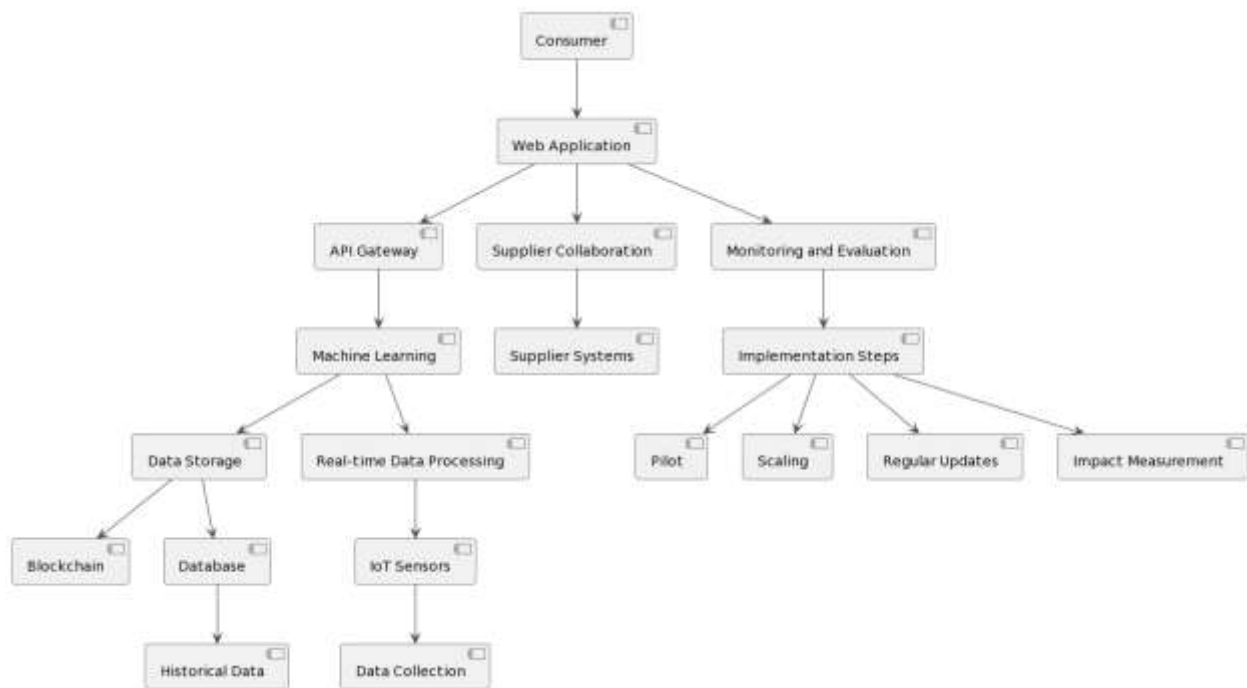 Consumer
Web Application
API Gateway
Supplier Collaboration
Monitoring and Evaluation
Machine Learning
Supplier Systems
Implementation Steps
Data Storage
Real-time Data Processing
Pilot
Scaling
Regular Updates
Impact Measurement
Blockchain
Database
IoT Sensors
Historical Data
Data Collection